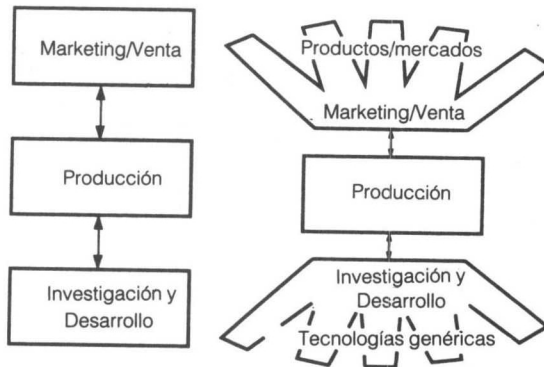 Marketing/Venta
Producción
Investigación y
Desarrollo
Productos/mercados
Marketing/Venta
Producción
Investigación y
Desarrollo
Tecnologías genéricas